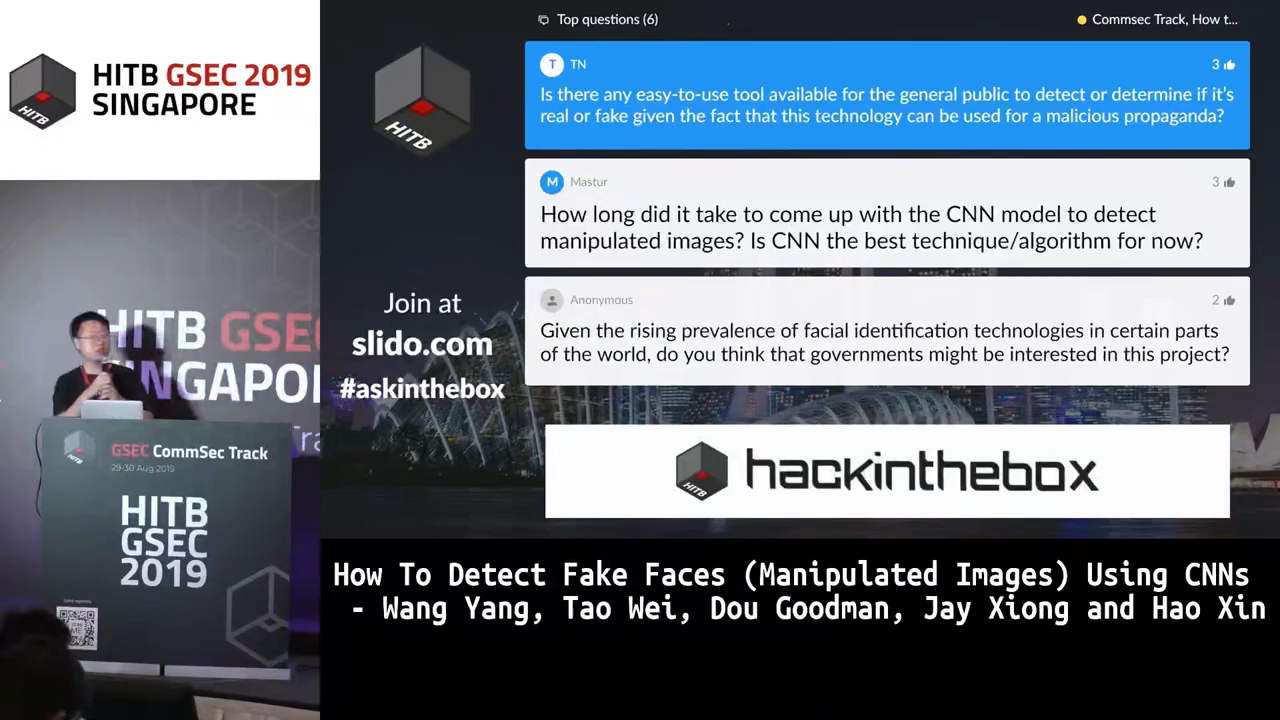 HITB GSEC 2019
SINGAPORE
HITB GSEC
SINGAPO
GSEC CommSec Track
29-30 Aug 2019
HITB
GSEC
2019
Top questions (6)
Commsec Track, How t...
HITB
T TN 3
Is there any easy-to-use tool available for the general public to detect or determine if it's
real or fake given the fact that this technology can be used for a malicious propaganda?
M Mastur 3
How long did it take to come up with the CNN model to detect
manipulated images? Is CNN the best technique/algorithm for now?
Anonymous 2
Given the rising prevalence of facial identification technologies in certain parts
of the world, do you think that governments might be interested in this project?
Join at
slido.com
#askinthebox
HITB hackinthebox
How To Detect Fake Faces (Manipulated Images) Using CNNs
- Wang Yang, Tao Wei, Dou Goodman, Jay Xiong and Hao Xin